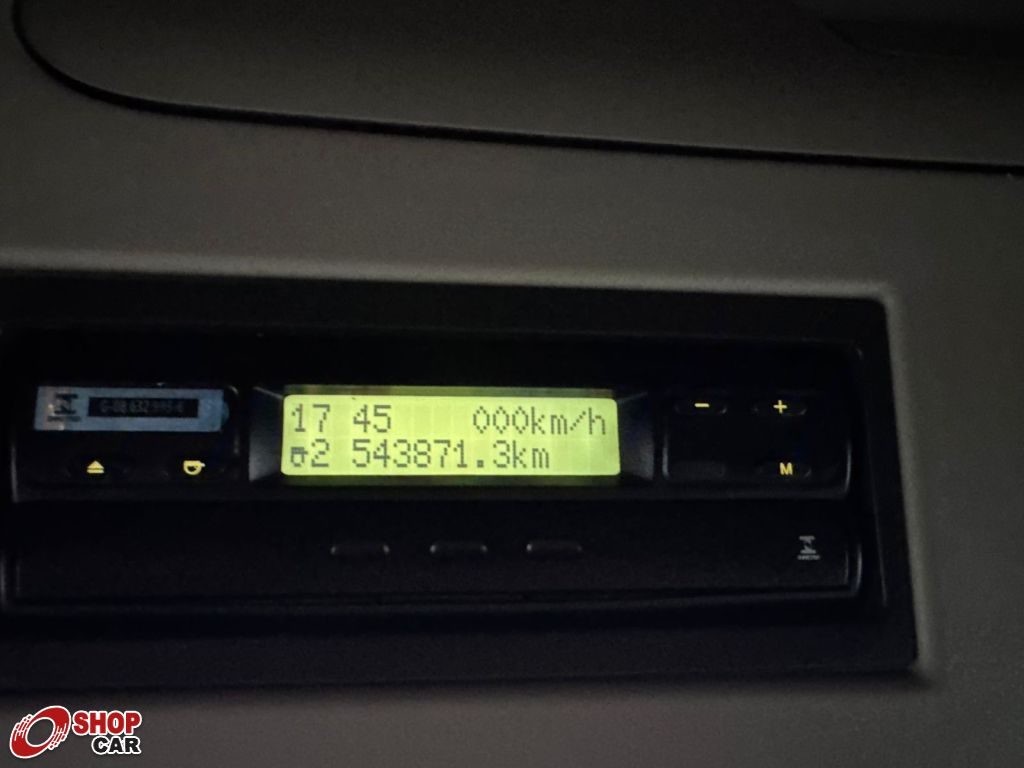 17 45 000km/h
2 543871.3km
− +
M
SHOP
CAR